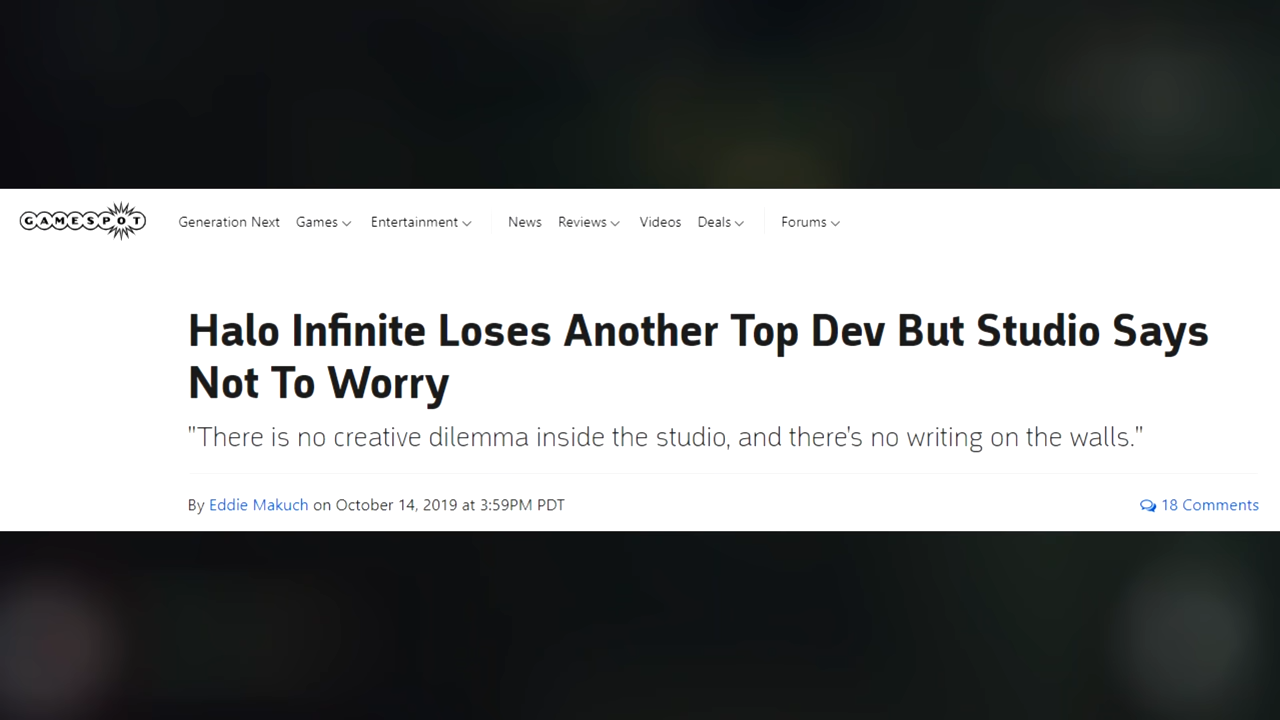 GAMESPOT Generation Next Games Entertainment News Reviews Videos Deals Forums
Halo Infinite Loses Another Top Dev But Studio Says
Not To Worry
"There is no creative dilemma inside the studio, and there's no writing on the walls."
By Eddie Makuch on October 14, 2019 at 3:59PM PDT 18 Comments